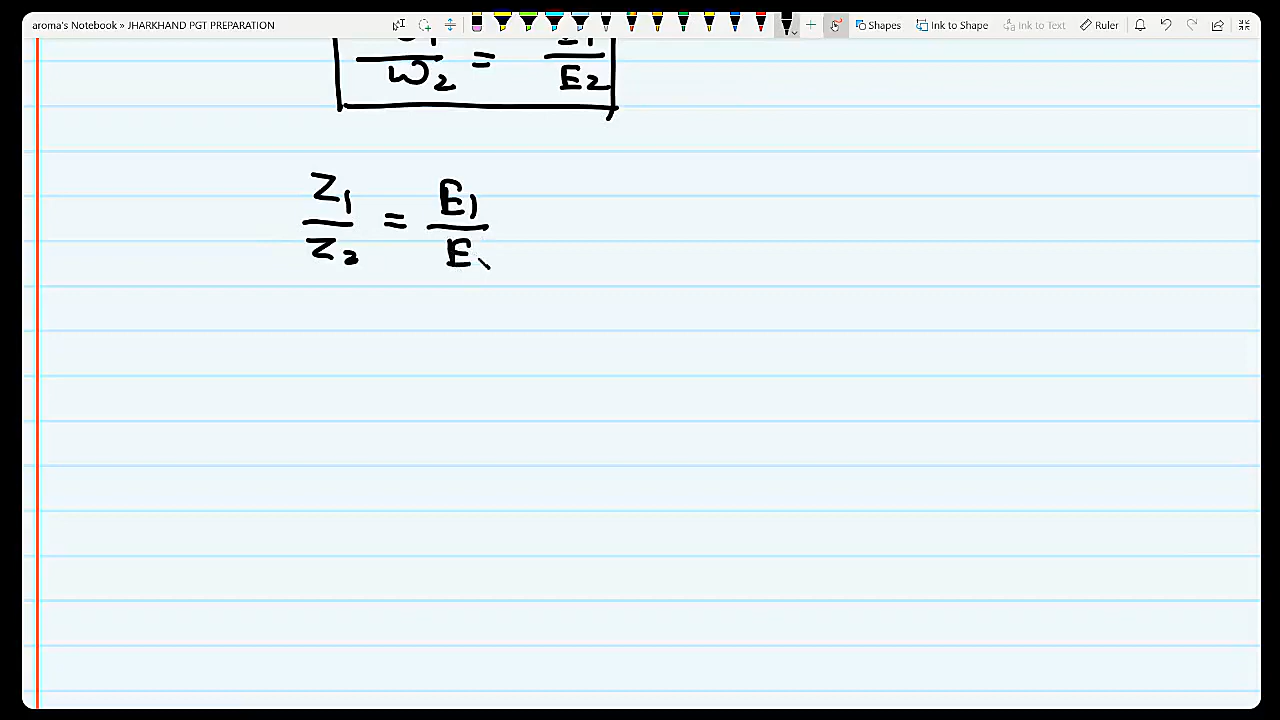 aroma's Notebook » JHARKHAND PGT PREPARATION
Shapes
Ink to Shape
Ink to Text
Ruler
W2 = E2
Z1 E1
= 
Z2 E